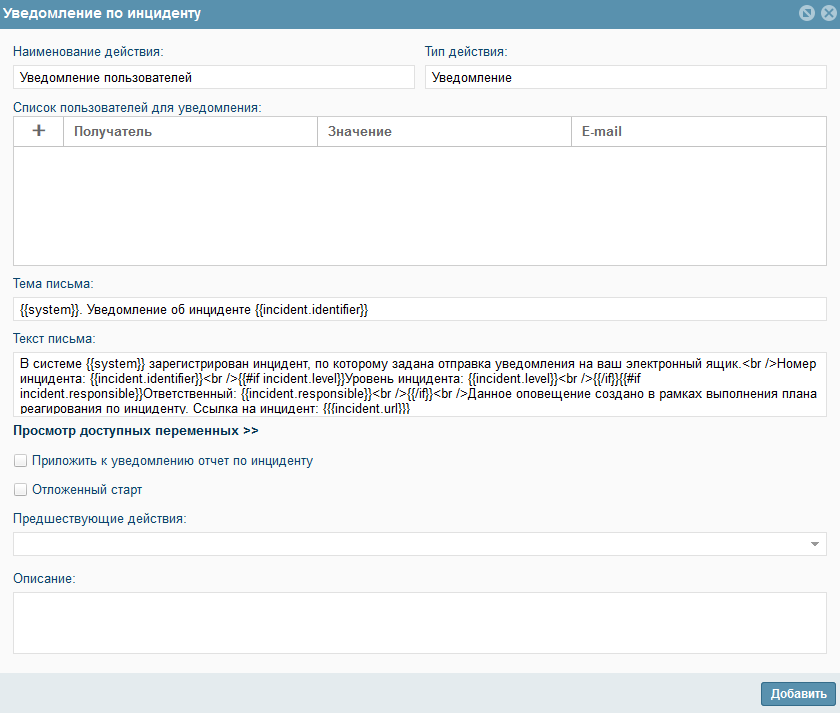 Уведомление по инциденту
Наименование действия: Тип действия:
Уведомление пользователей Уведомление
Список пользователей для уведомления:
+ Получатель Значение E-mail
Тема письма:
{{system}}. Уведомление об инциденте {{incident.identifier}}
Текст письма:
В системе {{system}} зарегистрирован инцидент, по которому задана отправка уведомления на ваш электронный ящик.<br />Номер
инцидента: {{incident.identifier}}<br />{{#if incident.level}}Уровень инцидента: {{incident.level}}<br />{{/if}}{{#if
incident.responsible}}Ответственный: {{incident.responsible}}<br />{{/if}}<br />Данное оповещение создано в рамках выполнения плана
реагирования по инциденту. Ссылка на инцидент: {{{incident.url}}}
Просмотр доступных переменных >>
Приложить к уведомлению отчет по инциденту
Отложенный старт
Предшествующие действия:
Описание:
Добавить